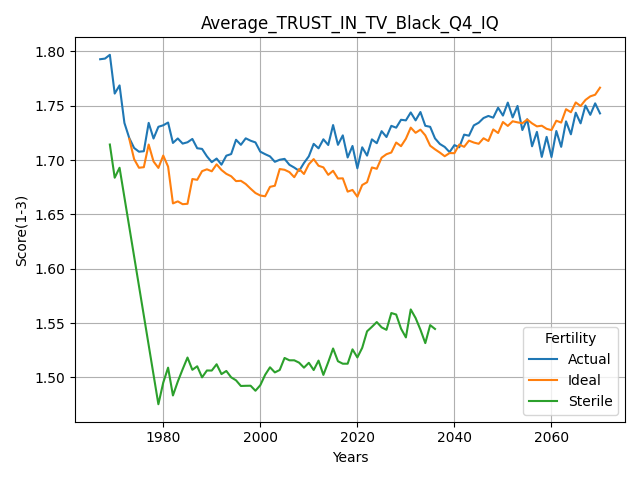 Average_TRUST_IN_TV_Black_Q4_IQ
Score(1-3)
1.80
1.75
1.70
1.65
1.60
1.55
1.50
1980
2000
2020
2040
2060
Years
Fertility
Actual
Ideal
Sterile